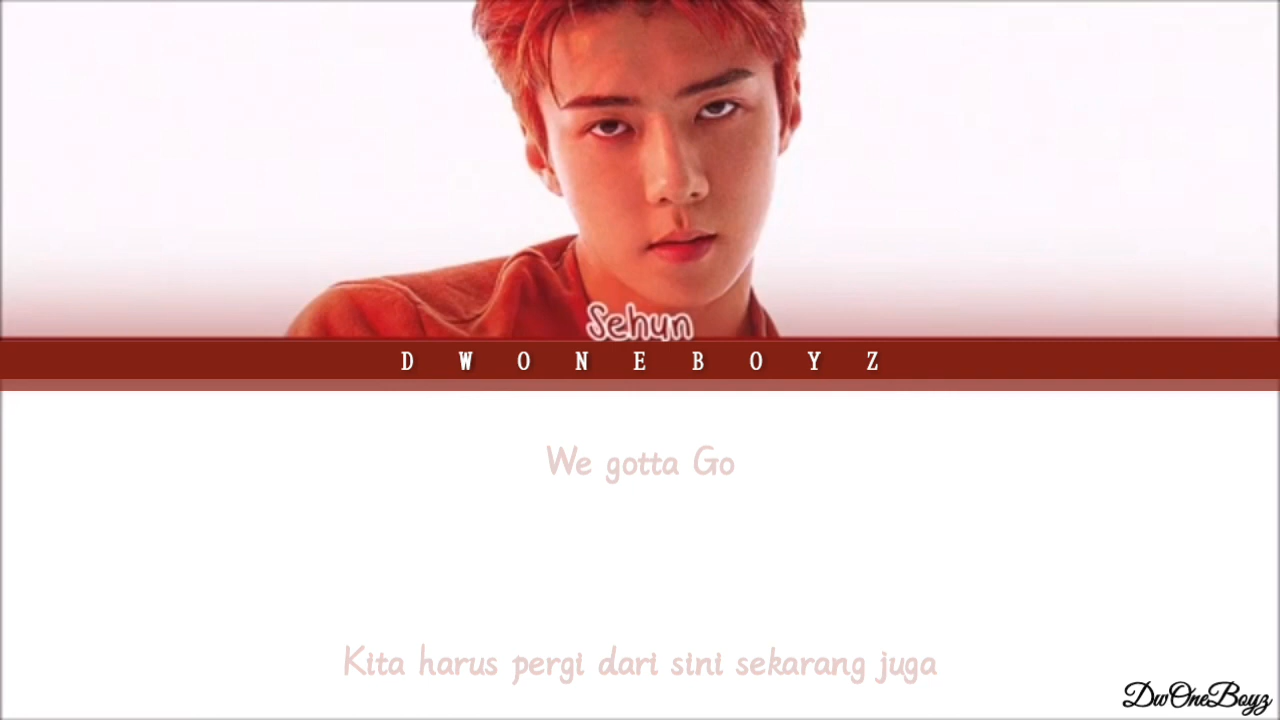 Sehun
D W O N E B O Y Z
We gotta Go
Kita harus pergi dari sini sekarang juga
DwOneBoyz